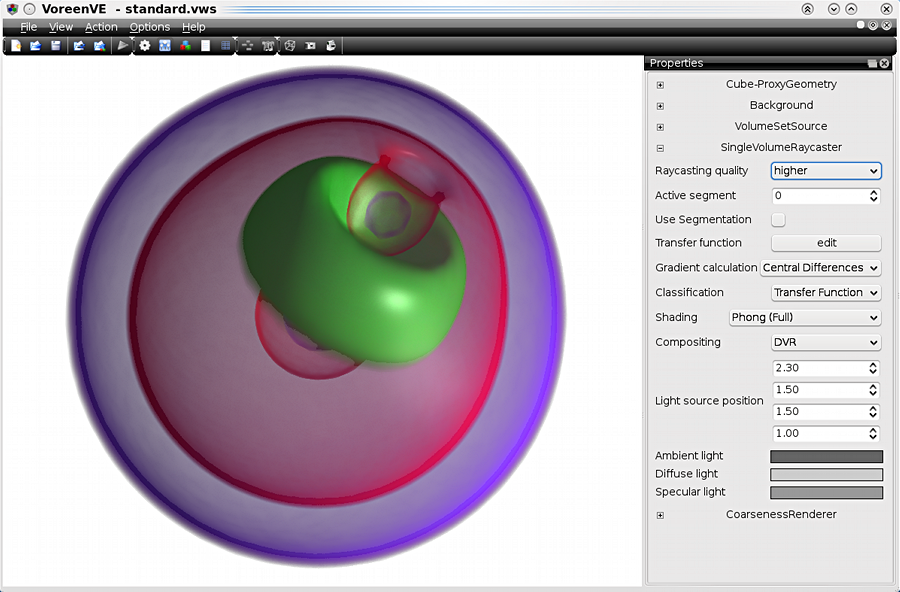 VoreenVE - standard.vws
File View Action Options Help
Properties
Cube-ProxyGeometry
Background
VolumeSetSource
SingleVolumeRaycaster
Raycasting quality higher
Active segment 0
Use Segmentation
Transfer function edit
Gradient calculation Central Differences
Classification Transfer Function
Shading Phong (Full)
Compositing DVR
2.30
1.50
Light source position
1.50
1.00
Ambient light
Diffuse light
Specular light
CoarsenessRenderer